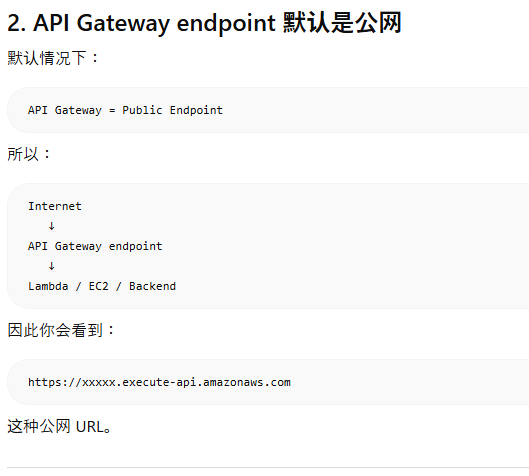 2. API Gateway endpoint 默认是公网
默认情况下：
API Gateway = Public Endpoint
所以：
Internet
↓
API Gateway endpoint
↓
Lambda / EC2 / Backend
因此你会看到：
https://xxxxx.execute-api.amazonaws.com
这种公网 URL。